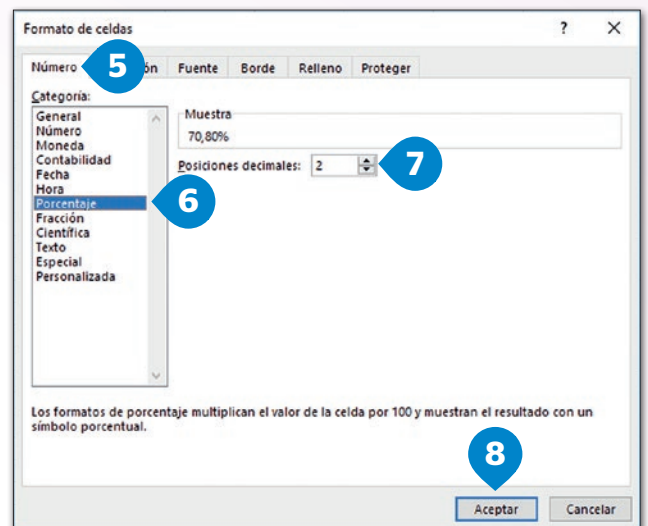 Formato de celdas ? X
Número 5 ón Fuente Borde Relleno Proteger
Categoría:
General
Número
Moneda
Contabilidad
Fecha
Hora
Porcentaje
Fracción
Científica
Texto
Especial
Personalizada
6
Muestra
70,80%
Posiciones decimales: 2 7
Los formatos de porcentaje multiplican el valor de la celda por 100 y muestran el resultado con un
símbolo porcentual.
8
Aceptar Cancelar